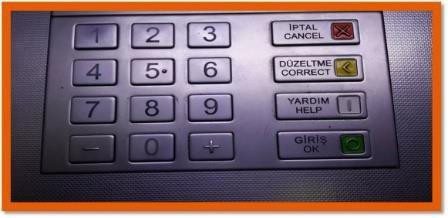 1 2 3 İPTAL
CANCEL
4 5 6 DÜZELTME
CORRECT
7 8 9 YARDIM
HELP
− 0 + GİRİŞ
OK